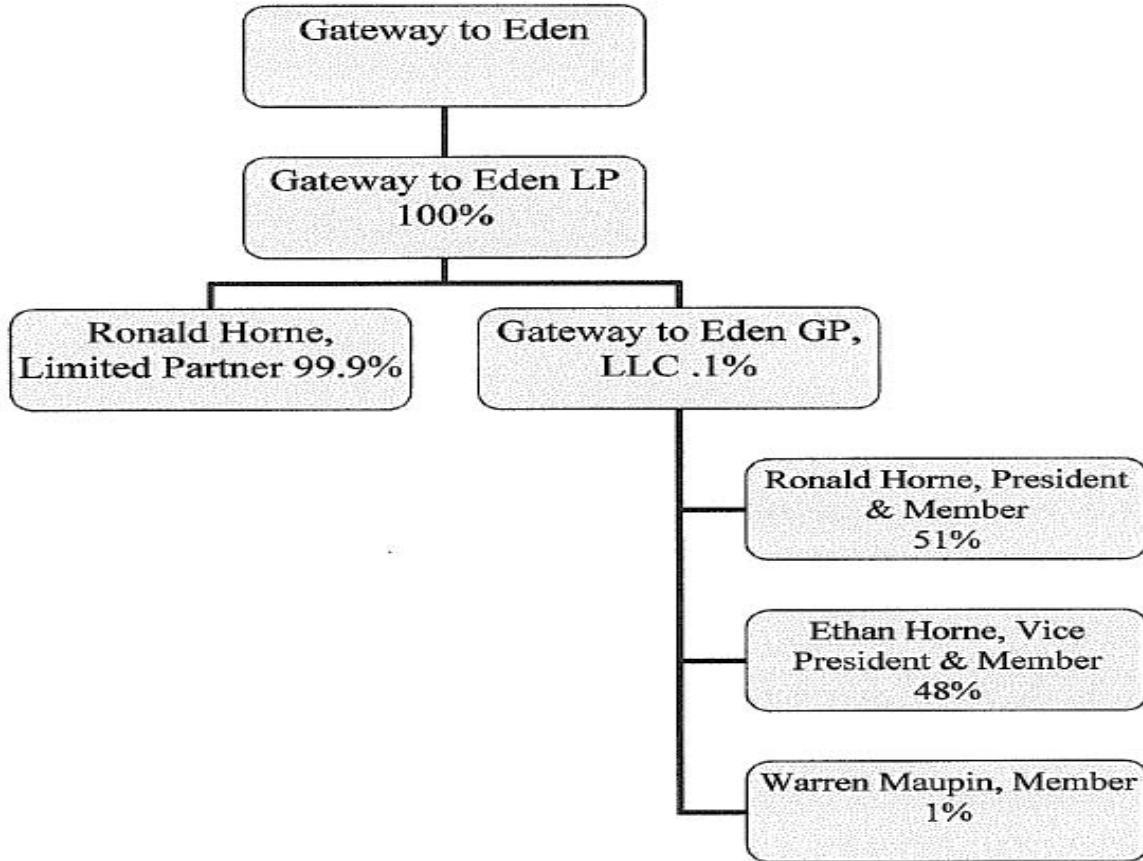 Gateway to Eden
Gateway to Eden LP
100%
Ronald Horne,
Limited Partner 99.9%
Gateway to Eden GP,
LLC .1%
Ronald Horne, President
& Member
51%
Ethan Horne, Vice
President & Member
48%
Warren Maupin, Member
1%